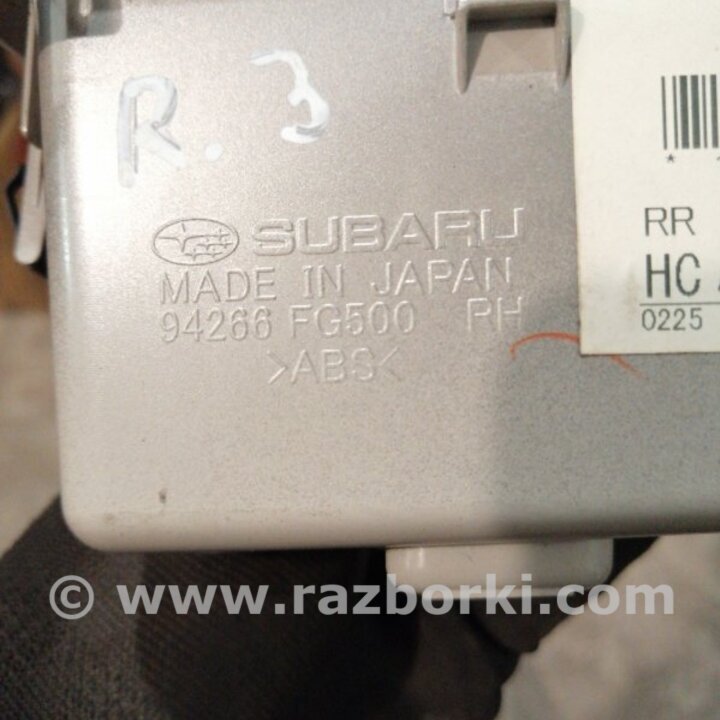 R. 3
SUBARU
MADE IN JAPAN
94266 FG500 RH
>ABS<
RR
HC
0225
© www.razborki.com